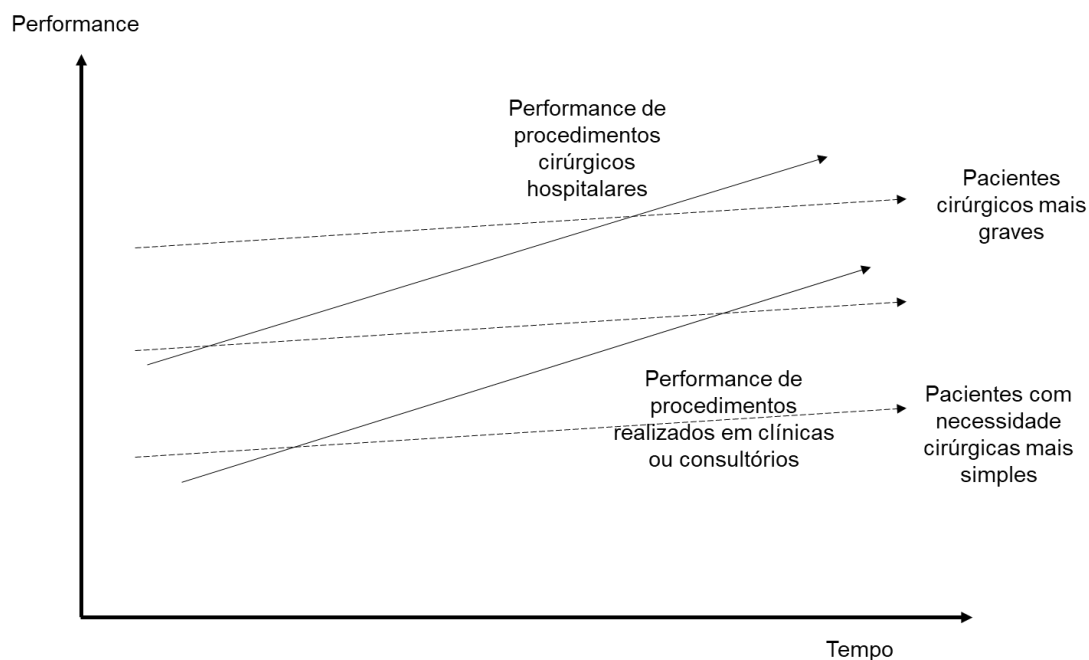 Performance
Performance de
procedimentos
cirúrgicos
hospitalares
Pacientes
cirúrgicos mais
graves
Performance de
procedimentos
realizados em clínicas
ou consultórios
Pacientes com
necessidade
cirúrgicas mais
simples
Tempo